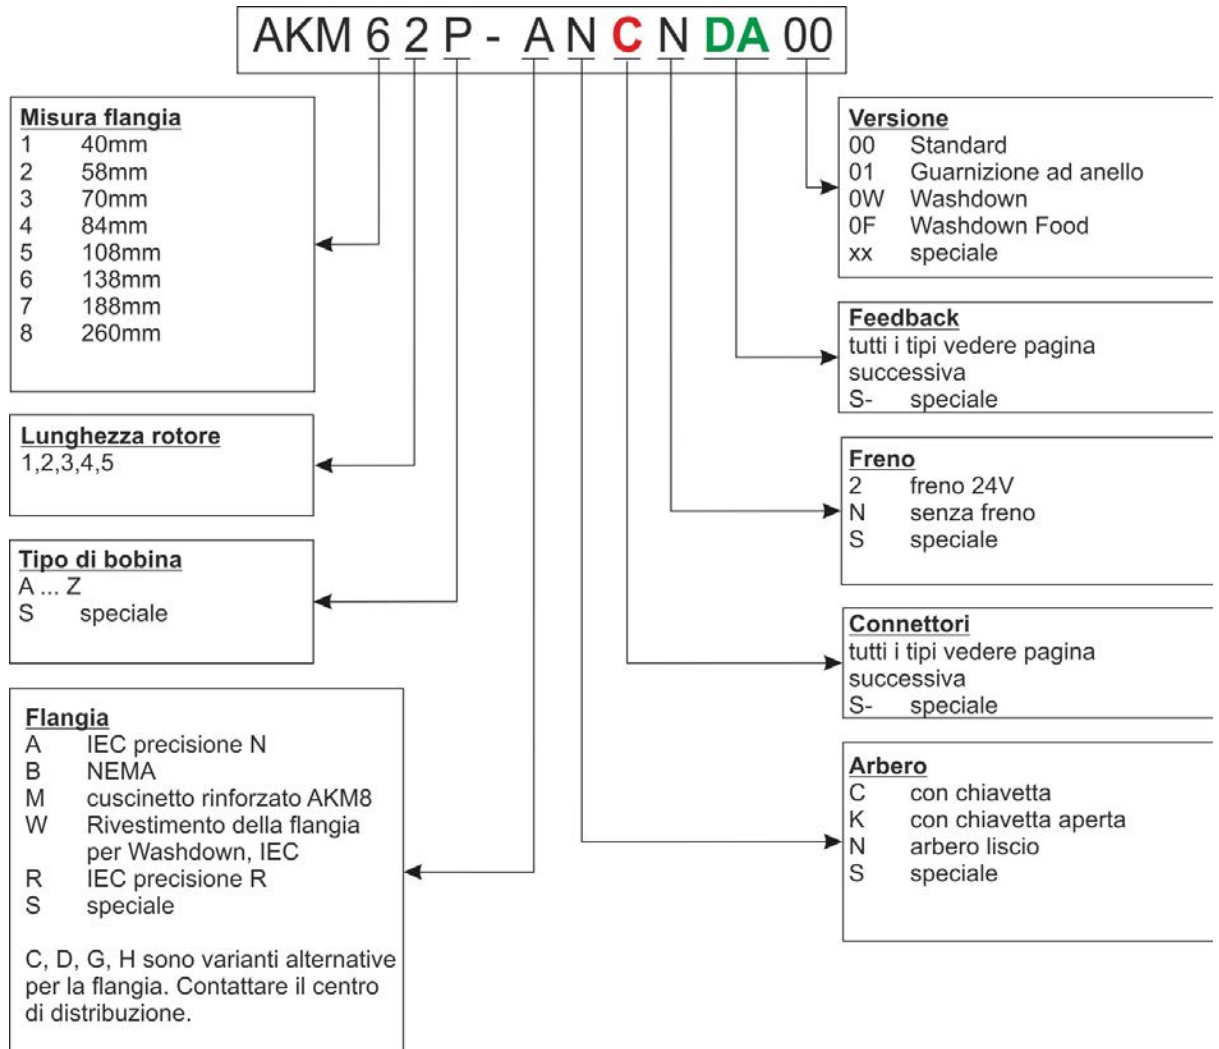 AKM 6 2 P - A N C N DA 00
Misura flangia
1 40mm
2 58mm
3 70mm
4 84mm
5 108mm
6 138mm
7 188mm
8 260mm
Lunghezza rotore
1,2,3,4,5
Tipo di bobina
A ... Z
S speciale
Flangia
A IEC precisione N
B NEMA
M cuscinetto rinforzato AKM8
W Rivestimento della flangia
per Washdown, IEC
R IEC precisione R
S speciale
C, D, G, H sono varianti alternative
per la flangia. Contattare il centro
di distribuzione.
Versione
00 Standard
01 Guarnizione ad anello
0W Washdown
0F Washdown Food
xx speciale
Feedback
tutti i tipi vedere pagina
successiva
S- speciale
Freno
2 freno 24V
N senza freno
S speciale
Connettori
tutti i tipi vedere pagina
successiva
S- speciale
Arbero
C con chiavetta
K con chiavetta aperta
N arbero liscio
S speciale